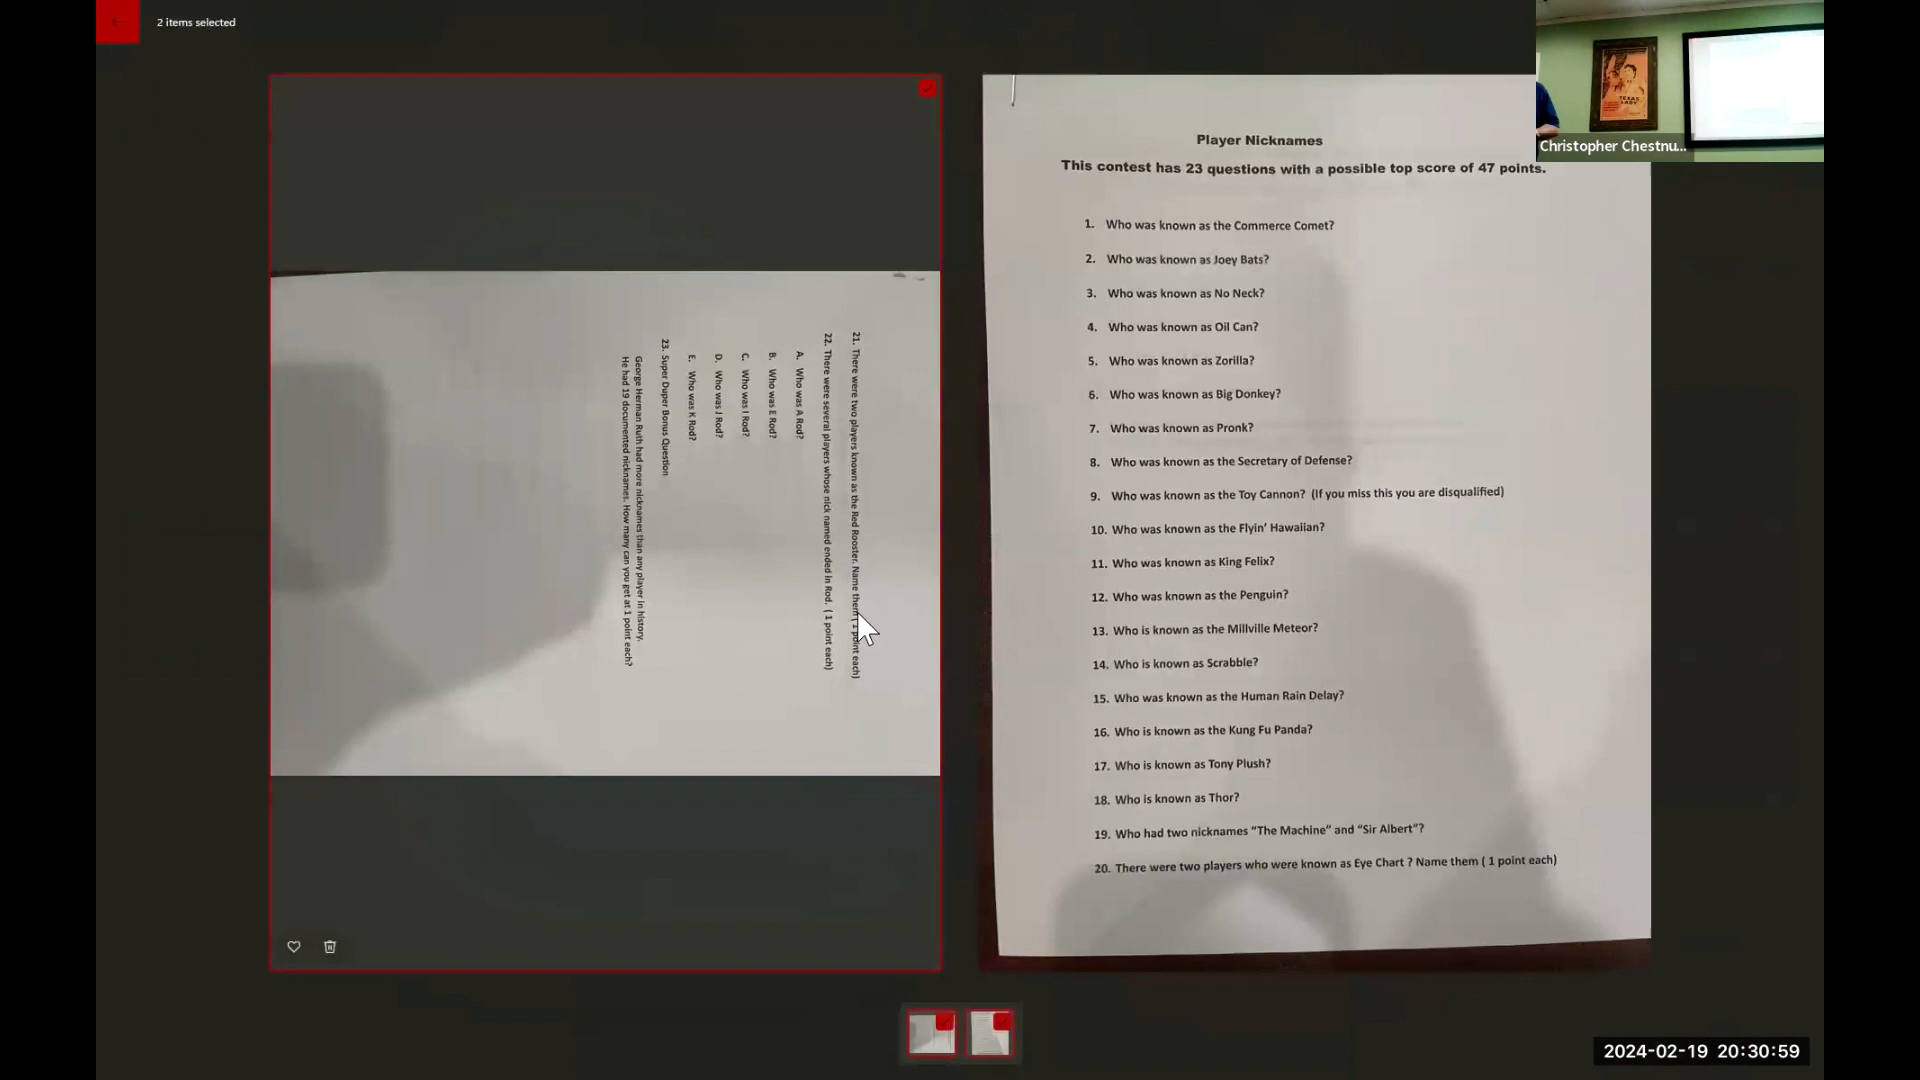 2 items selected
21. There were two players known as the Red Rooster. Name them ( 1 point each)
22. There were several players whose nick named ended in Rod. ( 1 point each)
A. Who was A Rod?
B. Who was E Rod?
C. Who was I Rod?
D. Who was J Rod?
E. Who was K Rod?
23. Super Duper Bonus Question
George Herman Ruth had more nicknames than any player in history.
He had 19 documented nicknames. How many can you get at 1 point each?
Player Nicknames
This contest has 23 questions with a possible top score of 47 points.
1. Who was known as the Commerce Comet?
2. Who was known as Joey Bats?
3. Who was known as No Neck?
4. Who was known as Oil Can?
5. Who was known as Zorilla?
6. Who was known as Big Donkey?
7. Who was known as Pronk?
8. Who was known as the Secretary of Defense?
9. Who was known as the Toy Cannon? (If you miss this you are disqualified)
10. Who was known as the Flyin' Hawaiian?
11. Who was known as King Felix?
12. Who was known as the Penguin?
13. Who is known as the Millville Meteor?
14. Who is known as Scrabble?
15. Who was known as the Human Rain Delay?
16. Who is known as the Kung Fu Panda?
17. Who is known as Tony Plush?
18. Who is known as Thor?
19. Who had two nicknames "The Machine" and "Sir Albert"?
20. There were two players who were known as Eye Chart ? Name them ( 1 point each)
TEXAS
LADY
Christopher Chestnu...
2024-02-19 20:30:59